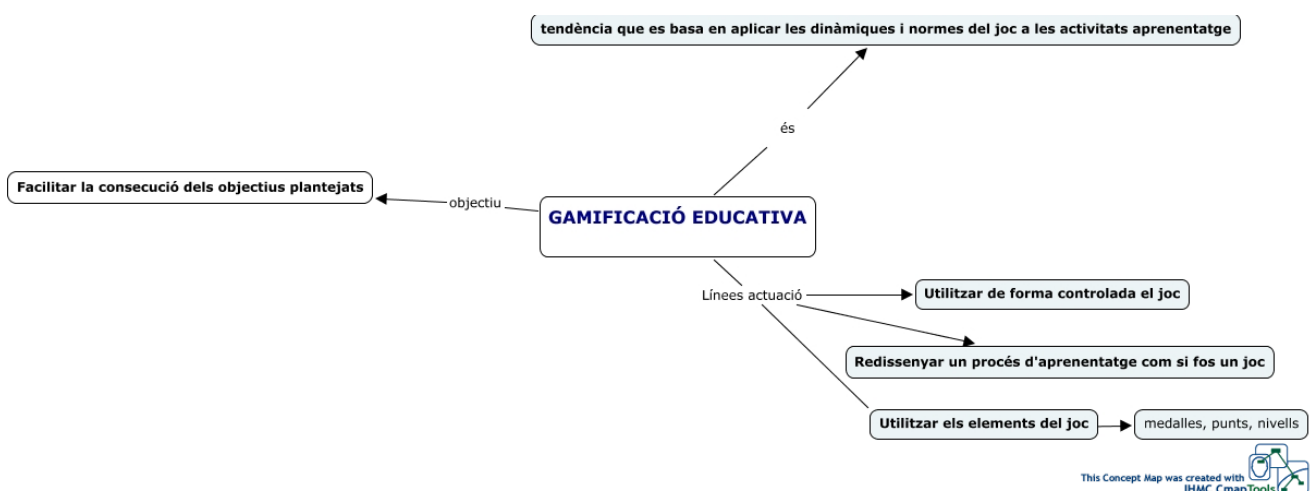 tendència que es basa en aplicar les dinàmiques i normes del joc a les activitats aprenentatge
és
Facilitar la consecució dels objectius plantejats
objectiu
GAMIFICACIÓ EDUCATIVA
Línees actuació
Utilitzar de forma controlada el joc
Redissenyar un procés d'aprenentatge com si fos un joc
Utilitzar els elements del joc
medalles, punts, nivells
This Concept Map was created with
IHMC CmapTools